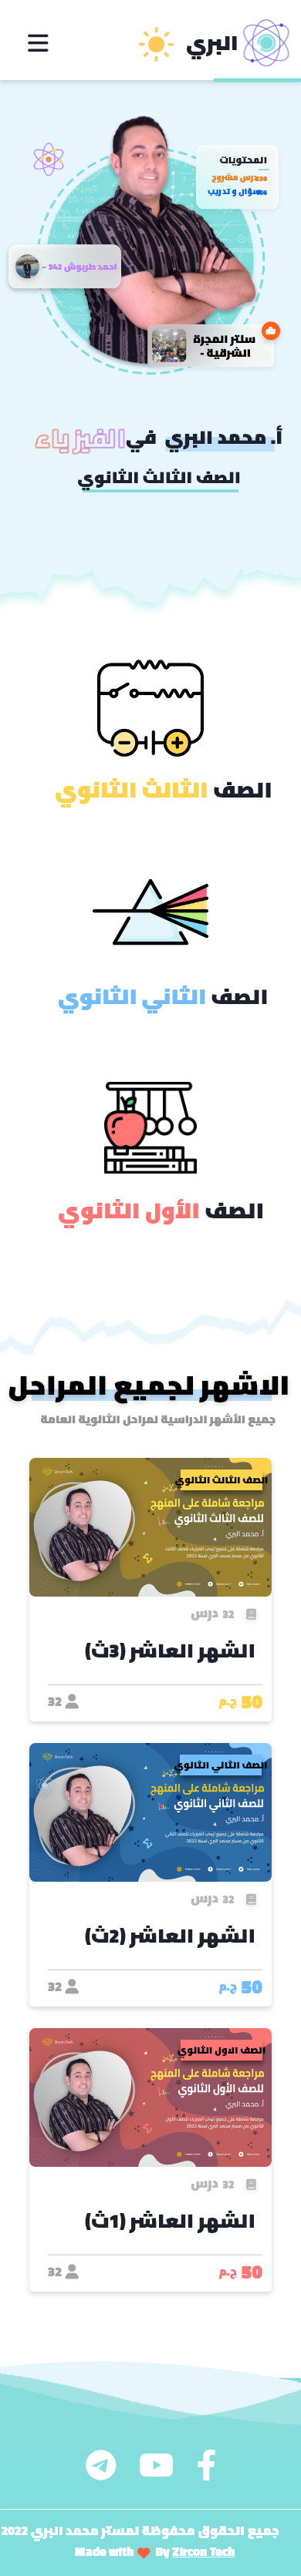 البري
المحتويات
درس مشروح
سؤال و تدريب
احمد طربوش 942 -
سنتر المجرة
الشرقية -
أ. محمد البري في الفيزياء
الصف الثالث الثانوي
الصف الثالث الثانوي
الصف الثاني الثانوي
الصف الأول الثانوي
الاشهر لجميع المراحل
جميع الأشهر الدراسية لمراحل الثانوية العامة
الصف الثالث الثانوي
مراجعة شاملة على المنهج
للصف الثالث الثانوي
أ. محمد البري
32 درس
الشهر العاشر (3ث)
50 ج.م
32
الصف الثاني الثانوي
مراجعة شاملة على المنهج
للصف الثاني الثانوي
أ. محمد البري
32 درس
الشهر العاشر (2ث)
50 ج.م
32
الصف الاول الثانوي
مراجعة شاملة على المنهج
للصف الأول الثانوي
أ. محمد البري
32 درس
الشهر العاشر (1ث)
50 ج.م
32
جميع الحقوق محفوظة لمستر محمد البري 2022
Made with By Zircon Tech